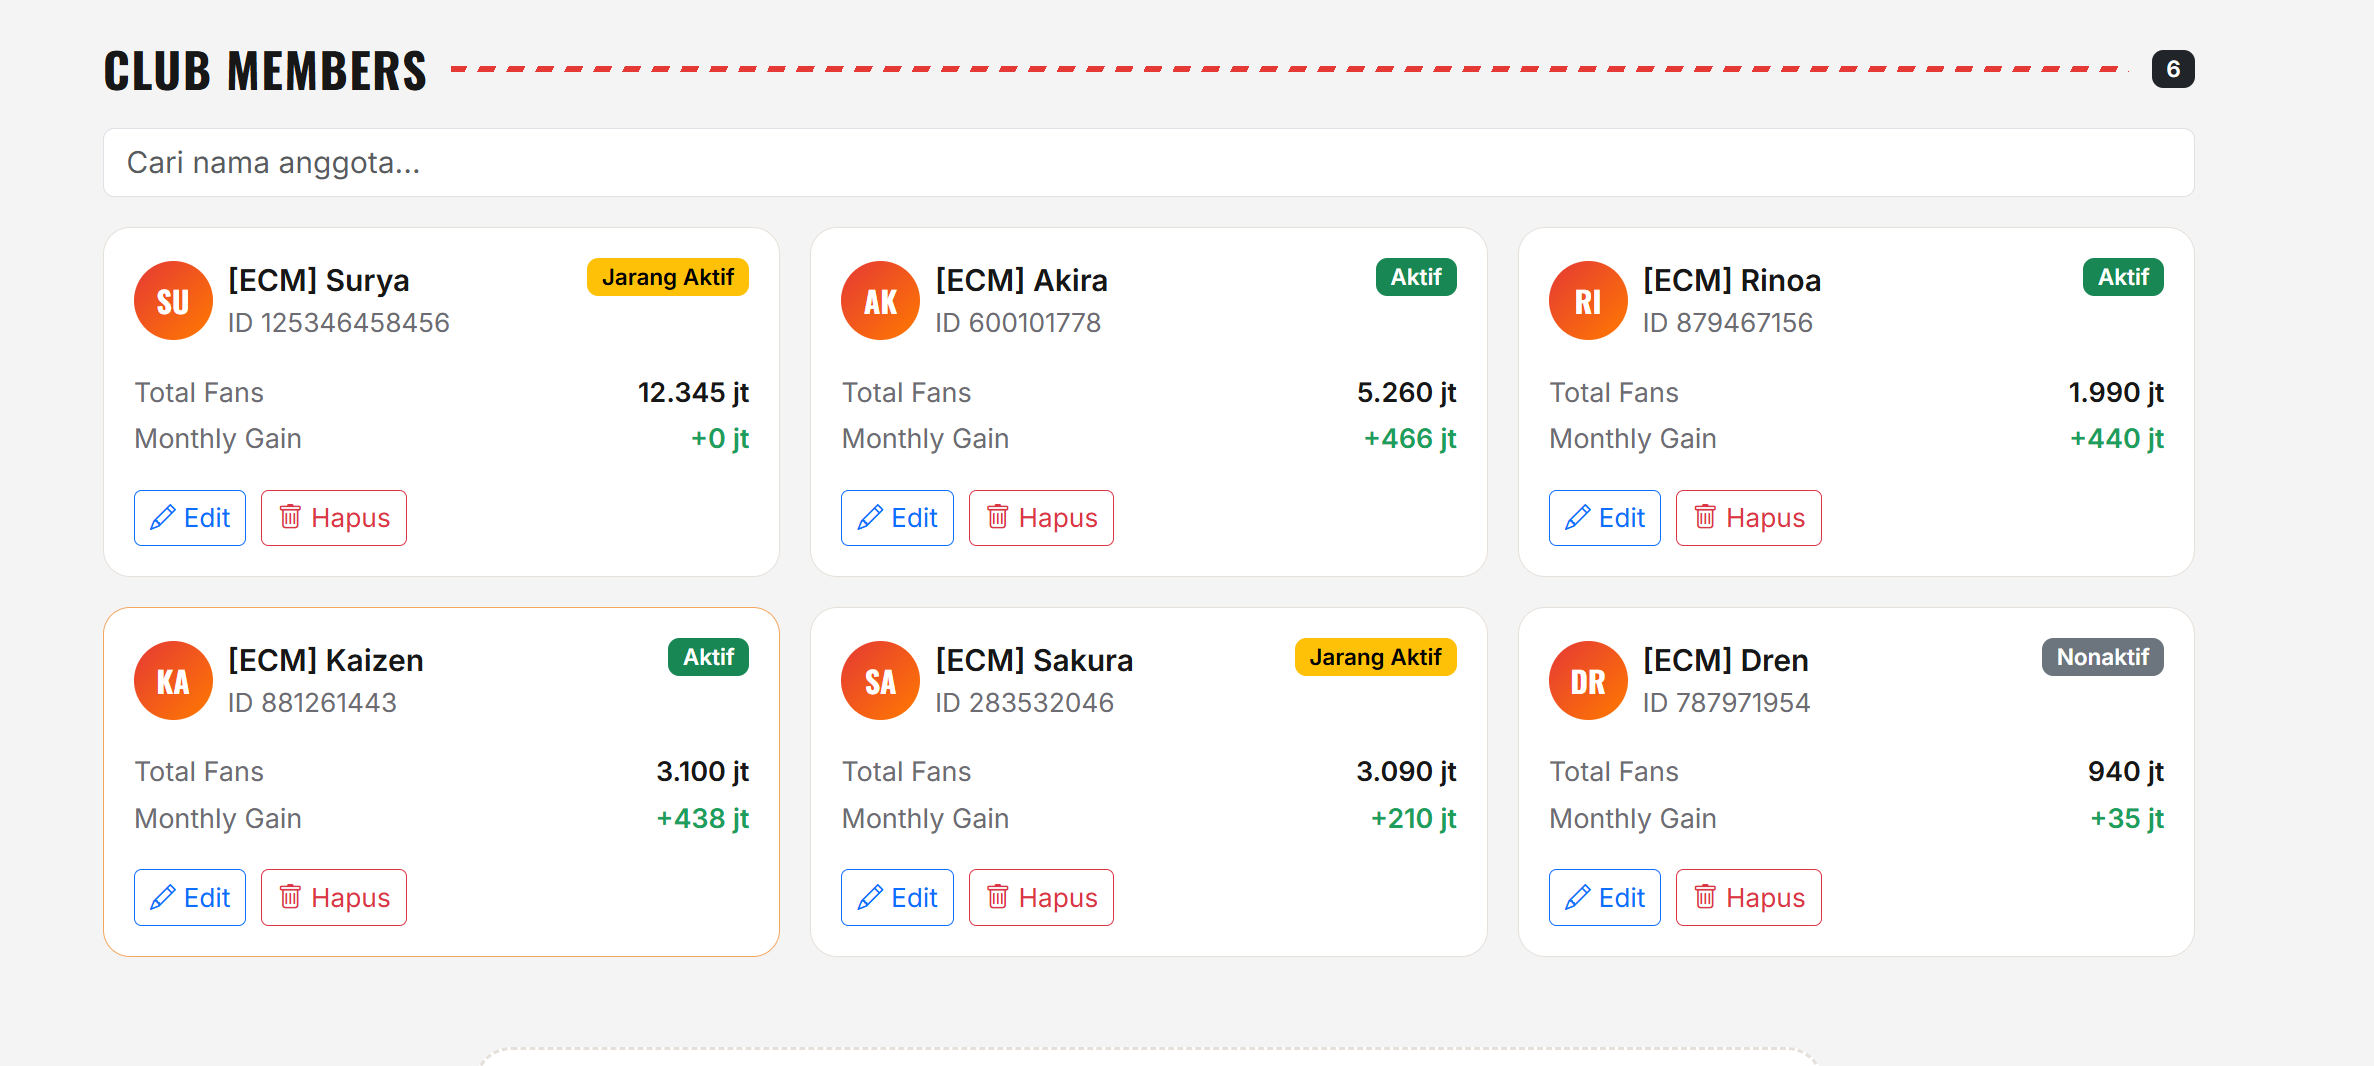 CLUB MEMBERS 6
Cari nama anggota...
SU [ECM] Surya Jarang Aktif
ID 125346458456
Total Fans 12.345 jt
Monthly Gain +0 jt
Edit Hapus
AK [ECM] Akira Aktif
ID 600101778
Total Fans 5.260 jt
Monthly Gain +466 jt
Edit Hapus
RI [ECM] Rinoa Aktif
ID 879467156
Total Fans 1.990 jt
Monthly Gain +440 jt
Edit Hapus
KA [ECM] Kaizen Aktif
ID 881261443
Total Fans 3.100 jt
Monthly Gain +438 jt
Edit Hapus
SA [ECM] Sakura Jarang Aktif
ID 283532046
Total Fans 3.090 jt
Monthly Gain +210 jt
Edit Hapus
DR [ECM] Dren Nonaktif
ID 787971954
Total Fans 940 jt
Monthly Gain +35 jt
Edit Hapus